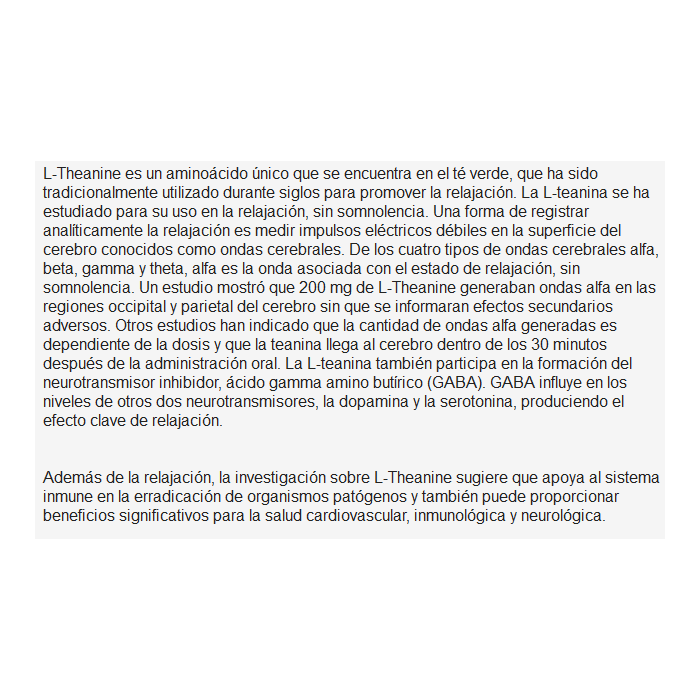 L-Theanine es un aminoácido único que se encuentra en el té verde, que ha sido
tradicionalmente utilizado durante siglos para promover la relajación. La L-teanina se ha
estudiado para su uso en la relajación, sin somnolencia. Una forma de registrar
analíticamente la relajación es medir impulsos eléctricos débiles en la superficie del
cerebro conocidos como ondas cerebrales. De los cuatro tipos de ondas cerebrales alfa,
beta, gamma y theta, alfa es la onda asociada con el estado de relajación, sin
somnolencia. Un estudio mostró que 200 mg de L-Theanine generaban ondas alfa en las
regiones occipital y parietal del cerebro sin que se informaran efectos secundarios
adversos. Otros estudios han indicado que la cantidad de ondas alfa generadas es
dependiente de la dosis y que la teanina llega al cerebro dentro de los 30 minutos
después de la administración oral. La L-teanina también participa en la formación del
neurotransmisor inhibidor, ácido gamma amino butírico (GABA). GABA influye en los
niveles de otros dos neurotransmisores, la dopamina y la serotonina, produciendo el
efecto clave de relajación.
Además de la relajación, la investigación sobre L-Theanine sugiere que apoya al sistema
inmune en la erradicación de organismos patógenos y también puede proporcionar
beneficios significativos para la salud cardiovascular, inmunológica y neurológica.